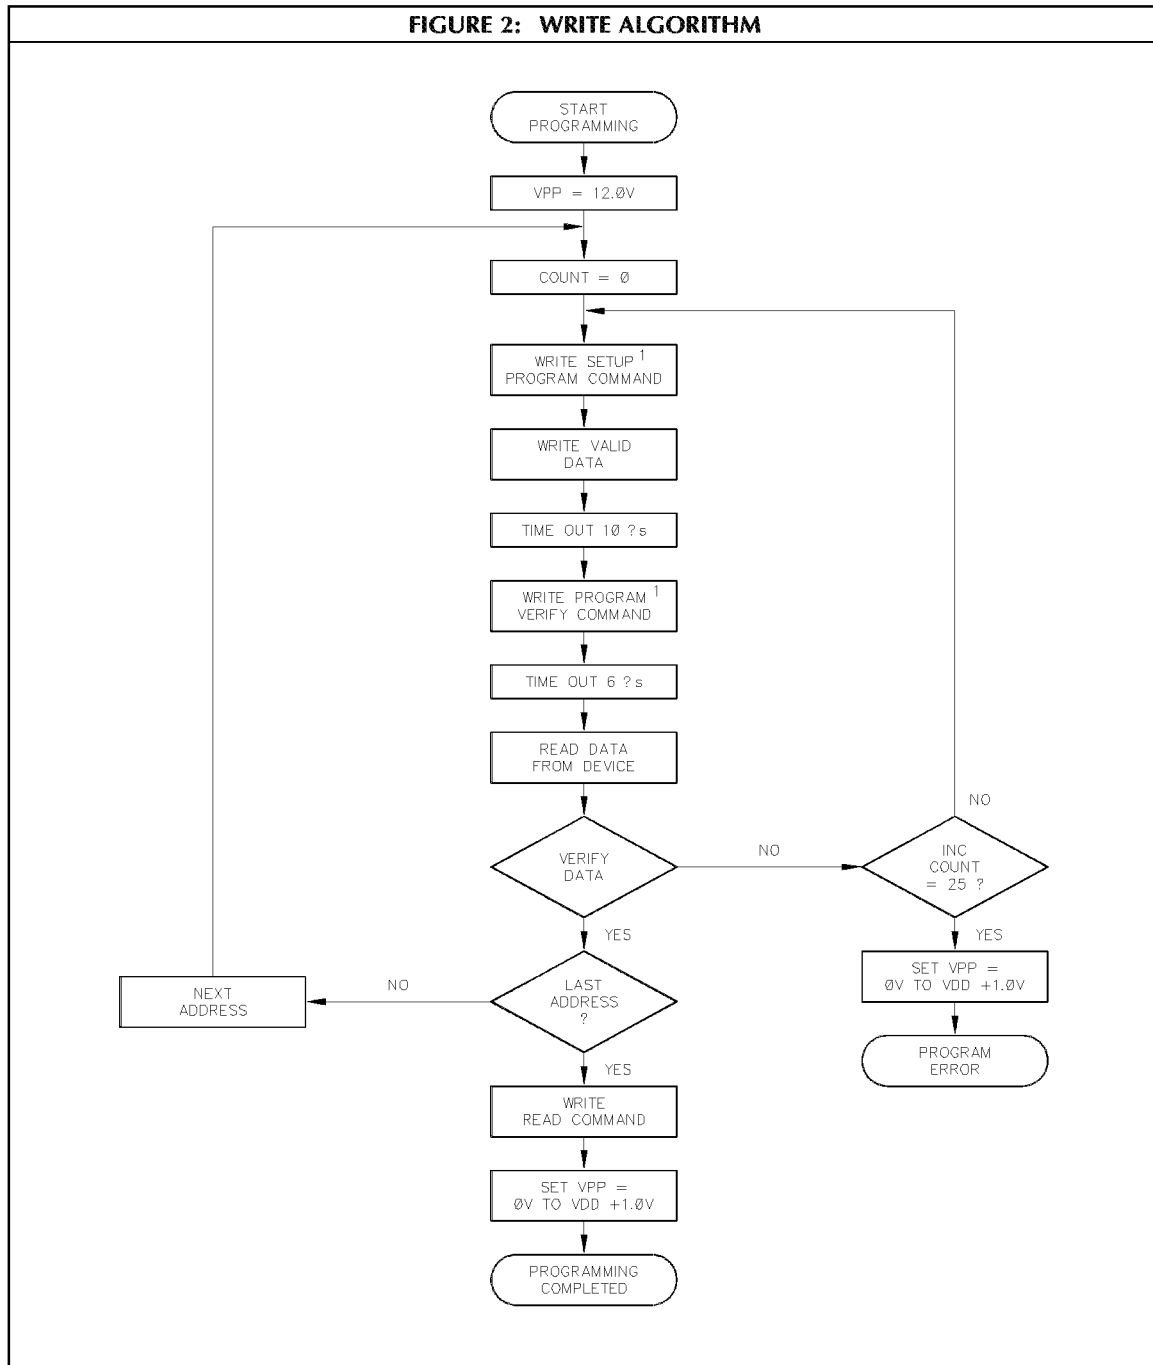 FIGURE 2: WRITE ALGORITHM
START
PROGRAMMING
VPP = 12.0V
COUNT = 0
WRITE SETUP 1
PROGRAM COMMAND
WRITE VALID
DATA
TIME OUT 10 ?s
WRITE PROGRAM 1
VERIFY COMMAND
TIME OUT 6 ?s
READ DATA
FROM DEVICE
VERIFY
DATA
NO
INC
COUNT
= 25 ?
NO
YES
SET VPP =
0V TO VDD +1.0V
PROGRAM
ERROR
YES
LAST
ADDRESS
?
NO
NEXT
ADDRESS
YES
WRITE
READ COMMAND
SET VPP =
0V TO VDD +1.0V
PROGRAMMING
COMPLETED